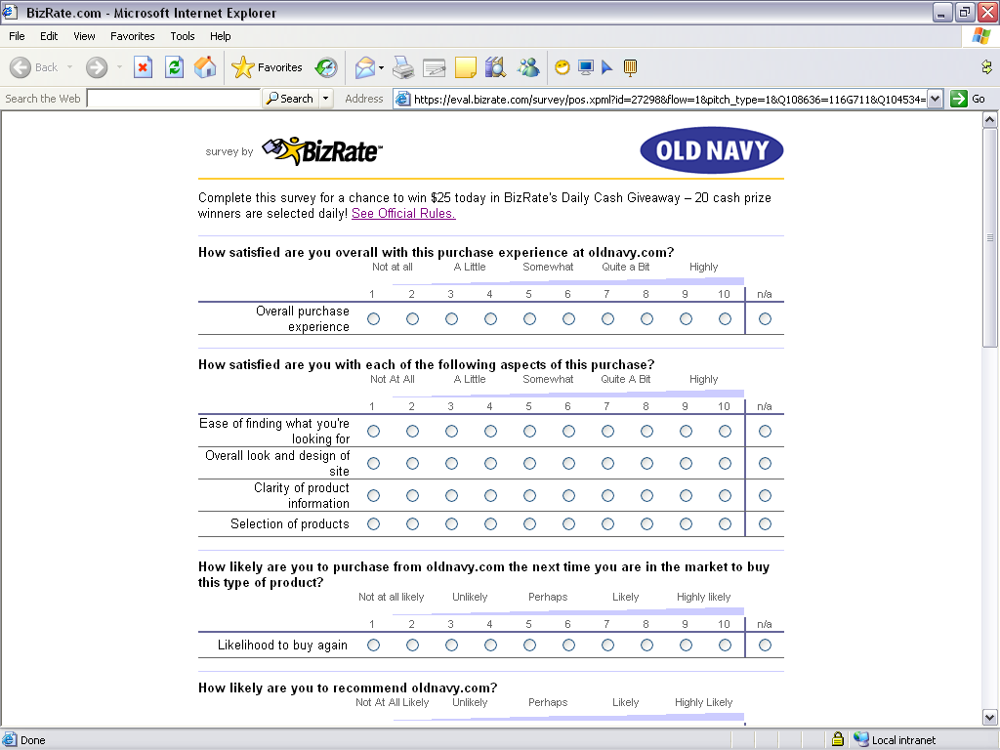 BizRate.com - Microsoft Internet Explorer
File Edit View Favorites Tools Help
Back Favorites
Search the Web Search Address https://eval.bizrate.com/survey/pos.xpml?id=27298&flow=1&pitch_type=1&Q108636=116G711&Q104534= Go
survey by BizRate™ OLD NAVY
Complete this survey for a chance to win $25 today in BizRate's Daily Cash Giveaway – 20 cash prize
winners are selected daily! See Official Rules.
How satisfied are you overall with this purchase experience at oldnavy.com?
Not at all A Little Somewhat Quite a Bit Highly
1 2 3 4 5 6 7 8 9 10 n/a
Overall purchase
experience
How satisfied are you with each of the following aspects of this purchase?
Not At All A Little Somewhat Quite A Bit Highly
1 2 3 4 5 6 7 8 9 10 n/a
Ease of finding what you're
looking for
Overall look and design of
site
Clarity of product
information
Selection of products
How likely are you to purchase from oldnavy.com the next time you are in the market to buy
this type of product?
Not at all likely Unlikely Perhaps Likely Highly likely
1 2 3 4 5 6 7 8 9 10 n/a
Likelihood to buy again
How likely are you to recommend oldnavy.com?
Not At All Likely Unlikely Perhaps Likely Highly Likely
Done Local intranet